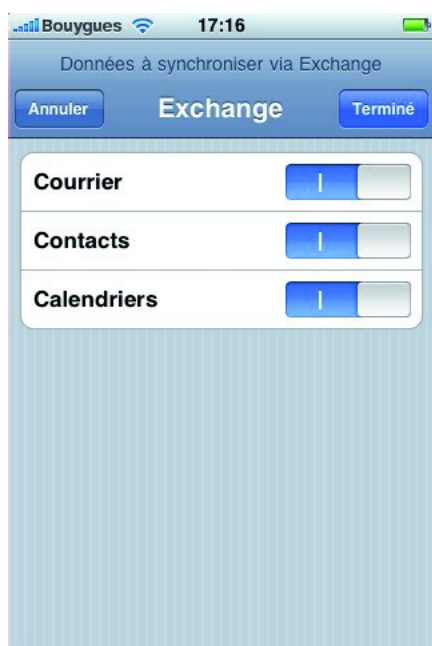 Bouygues 17:16
Données à synchroniser via Exchange
Annuler Exchange Terminé
Courrier
Contacts
Calendriers